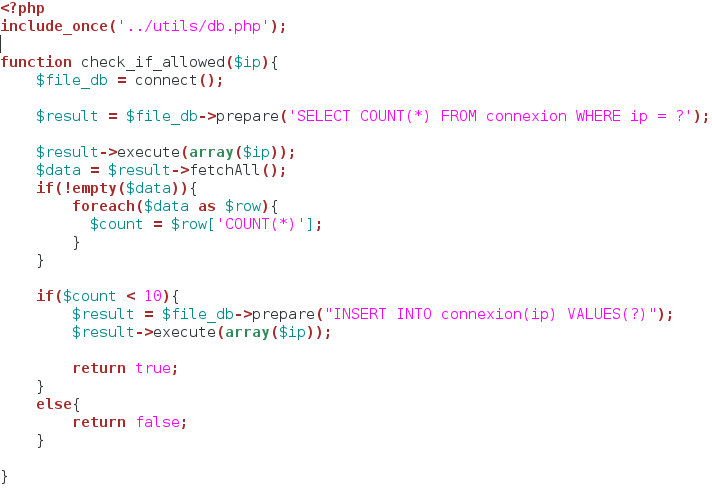 <?php
include_once('../utils/db.php');
function check_if_allowed($ip){
$file_db = connect();
$result = $file_db->prepare('SELECT COUNT(*) FROM connexion WHERE ip = ?');
$result->execute(array($ip));
$data = $result->fetchAll();
if(!empty($data)){
foreach($data as $row){
$count = $row['COUNT(*)'];
}
}
if($count < 10){
$result = $file_db->prepare("INSERT INTO connexion(ip) VALUES(?)");
$result->execute(array($ip));
return true;
}
else{
return false;
}
}